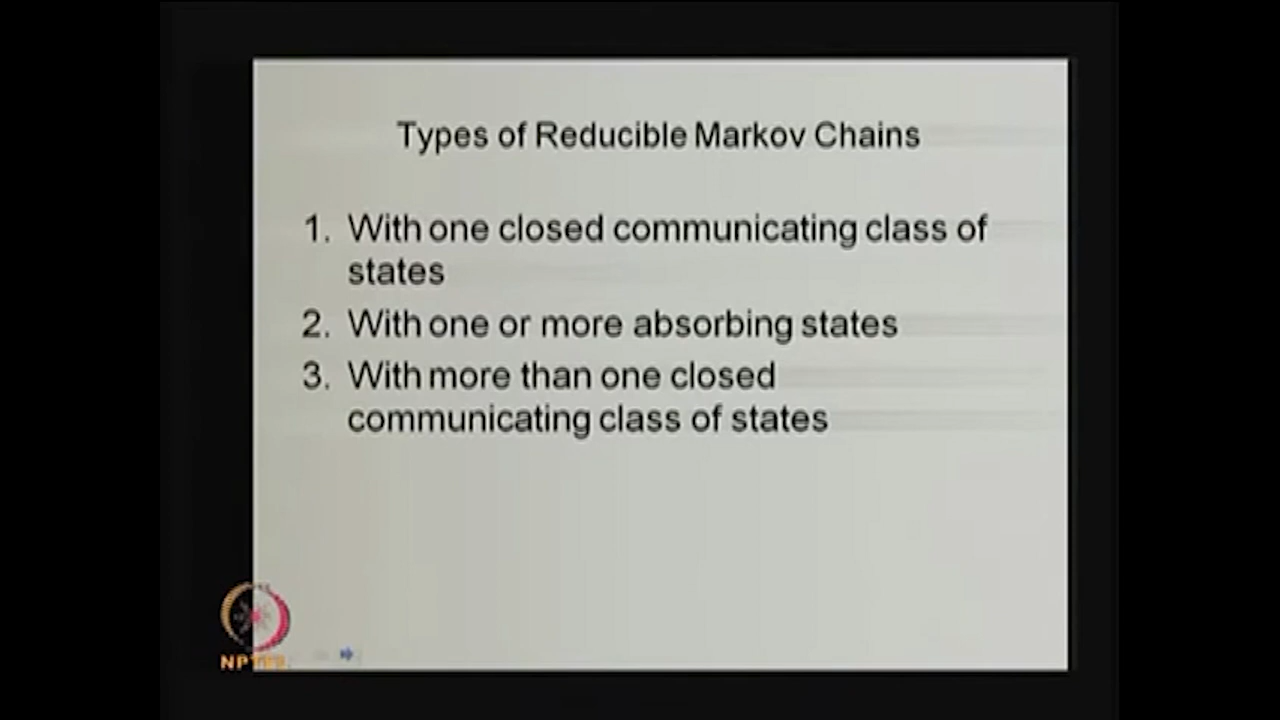 Types of Reducible Markov Chains
1. With one closed communicating class of
states
2. With one or more absorbing states
3. With more than one closed
communicating class of states
NPTEL